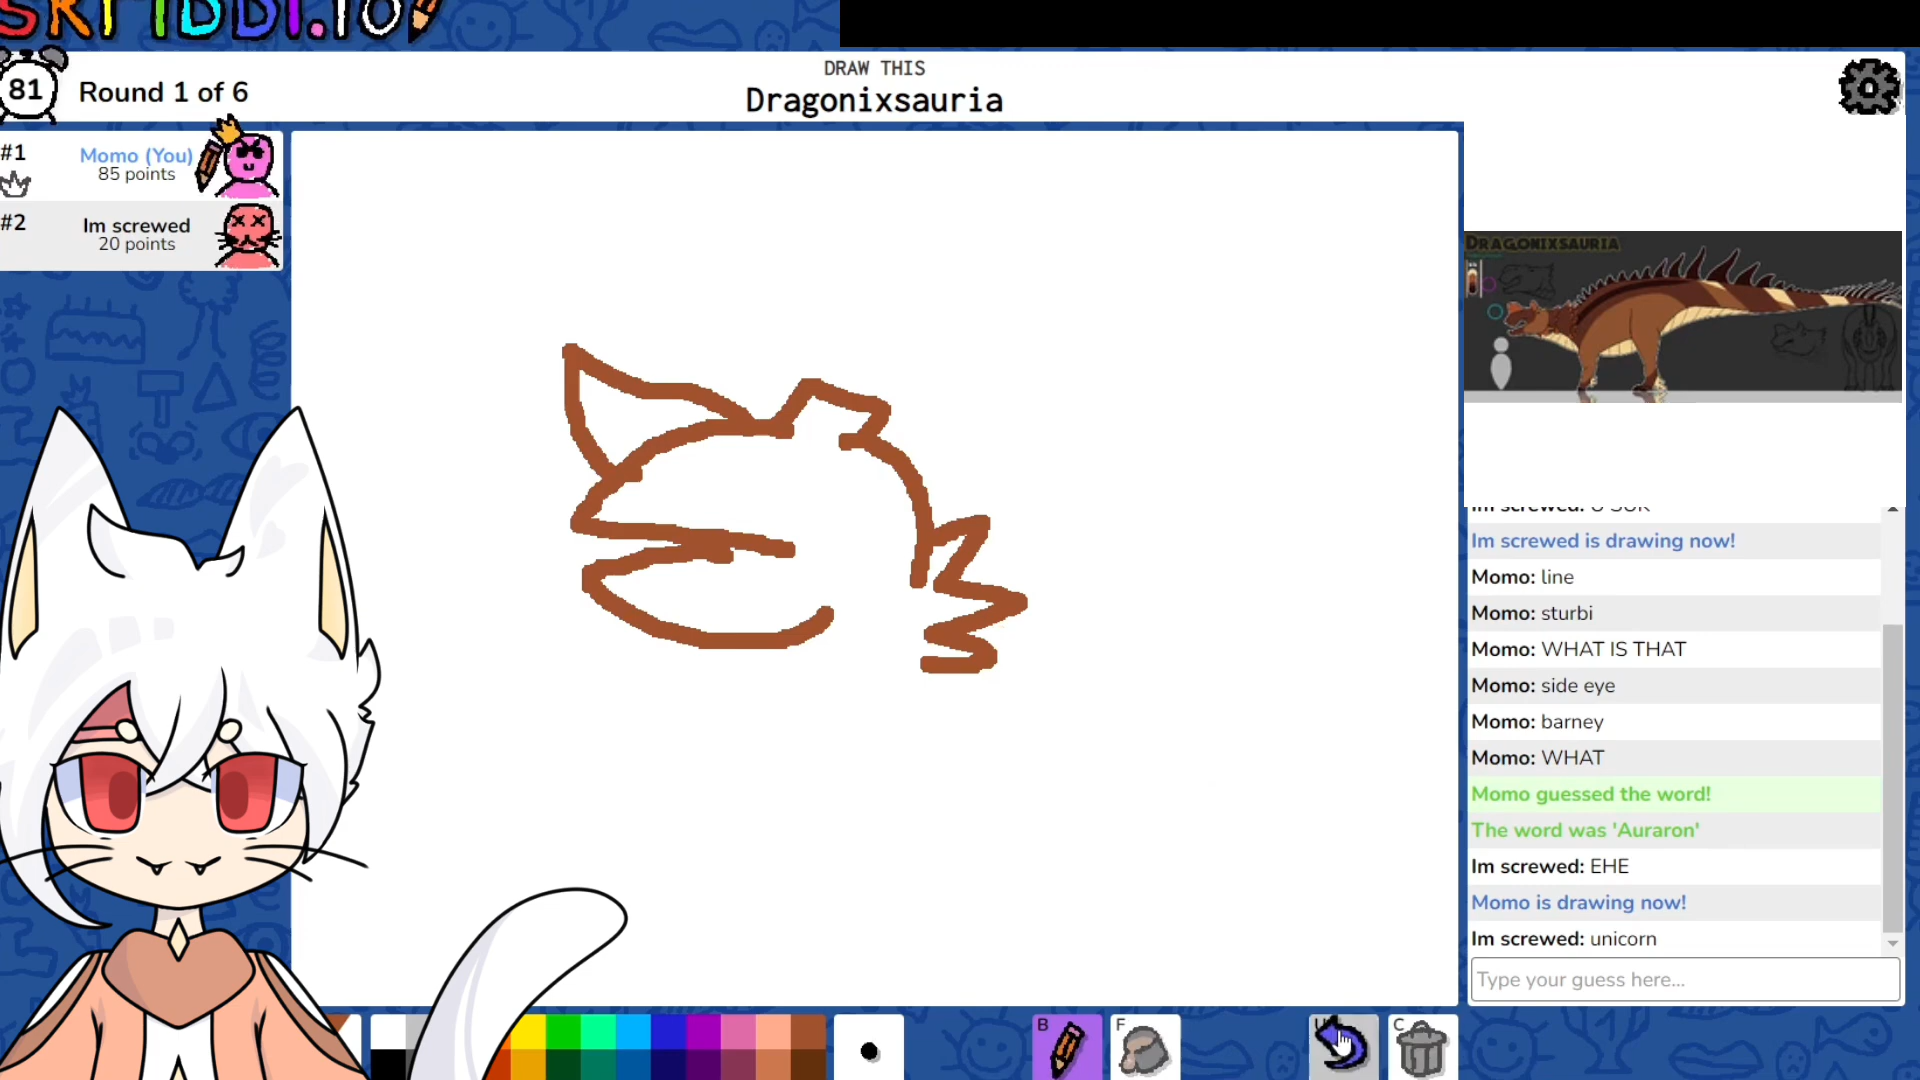 SKRIBBL.IO
81
Round 1 of 6
DRAW THIS
Dragonixsauria
#1
Momo (You)
85 points
#2
Im screwed
20 points
DRAGONIXSAURIA
Im screwed is drawing now!
Momo: line
Momo: sturbi
Momo: WHAT IS THAT
Momo: side eye
Momo: barney
Momo: WHAT
Momo guessed the word!
The word was 'Auraron'
Im screwed: EHE
Momo is drawing now!
Im screwed: unicorn
Type your guess here...
B
F
U
C